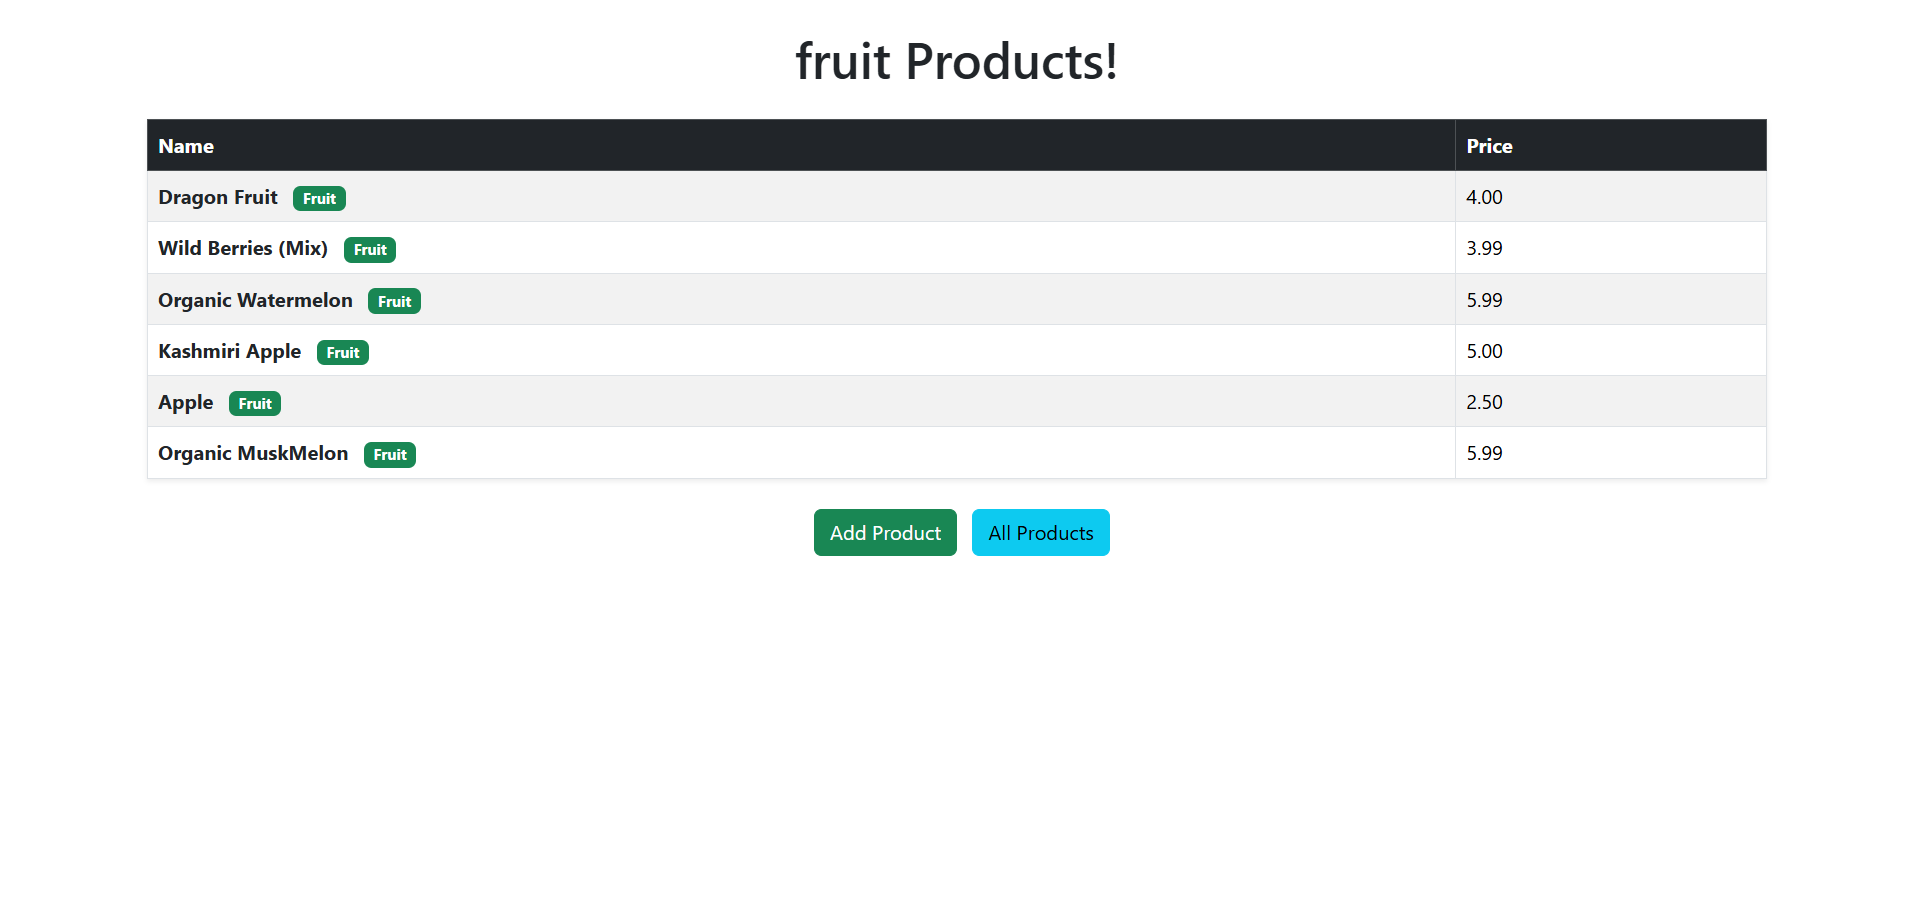 fruit Products!
Name Price
Dragon Fruit Fruit 4.00
Wild Berries (Mix) Fruit 3.99
Organic Watermelon Fruit 5.99
Kashmiri Apple Fruit 5.00
Apple Fruit 2.50
Organic MuskMelon Fruit 5.99
Add Product All Products